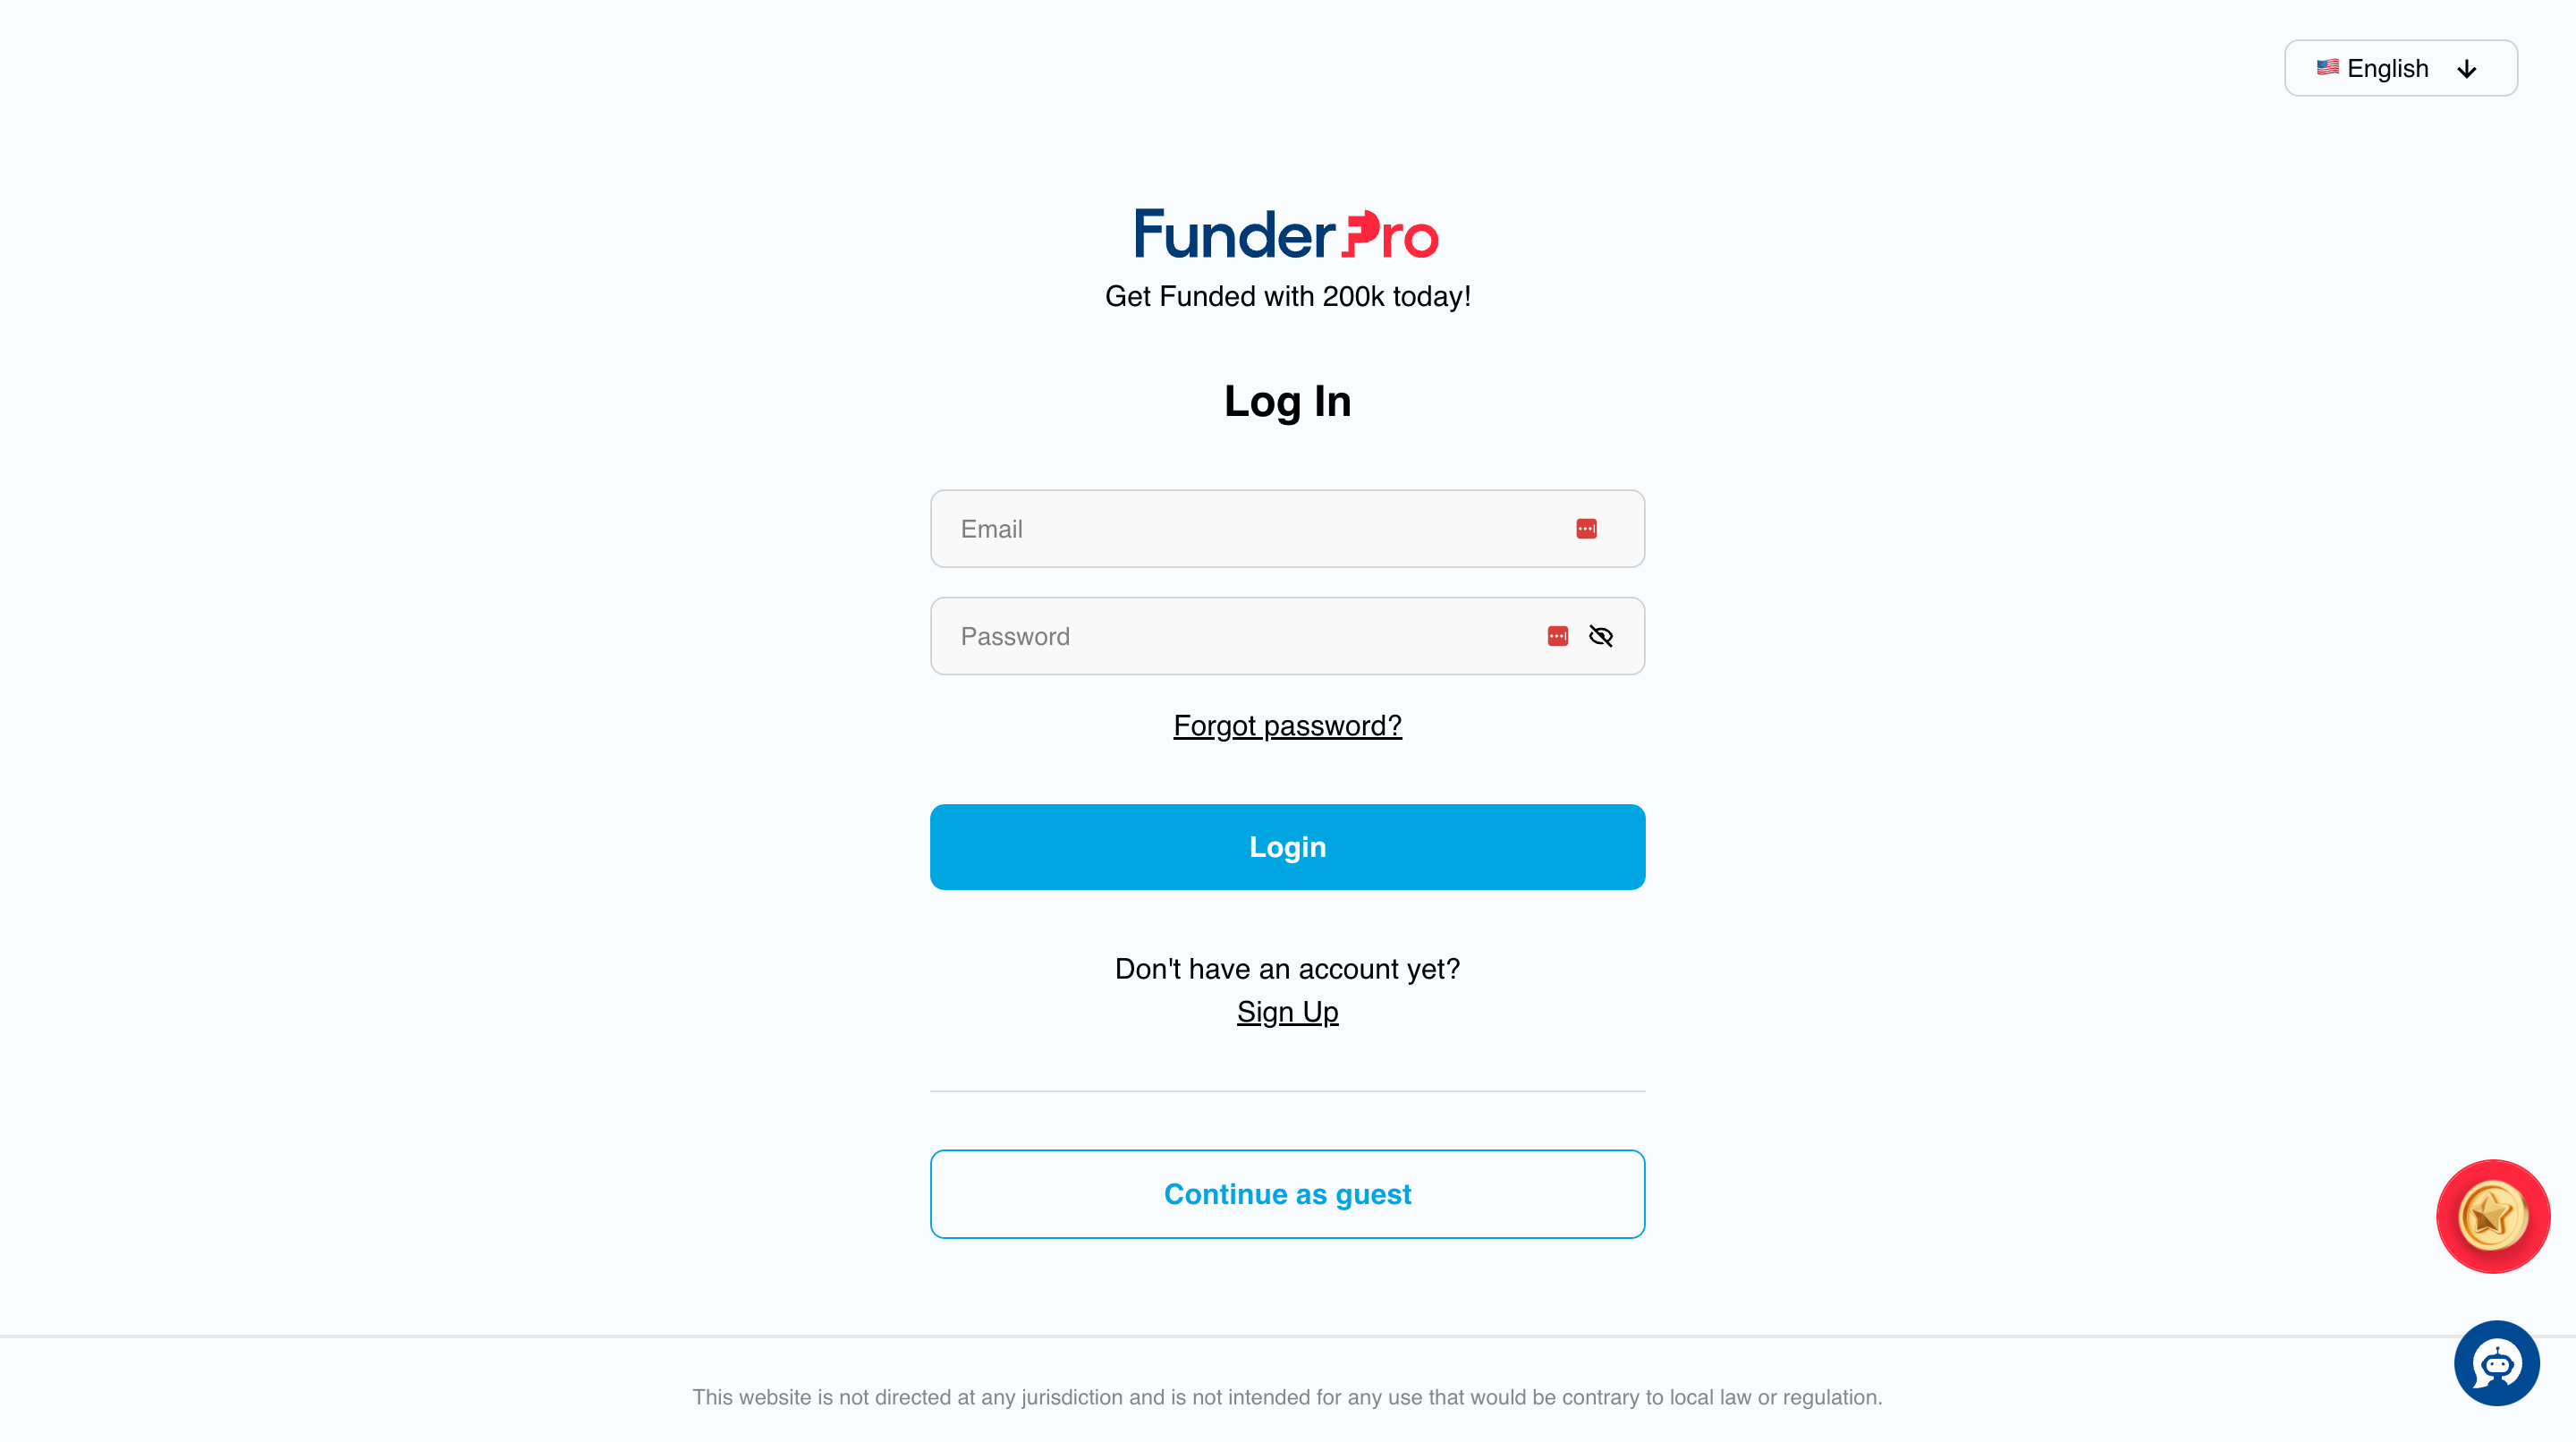 English
FunderPro
Get Funded with 200k today!
Log In
Email
Password
Forgot password?
Login
Don't have an account yet?
Sign Up
Continue as guest
This website is not directed at any jurisdiction and is not intended for any use that would be contrary to local law or regulation.